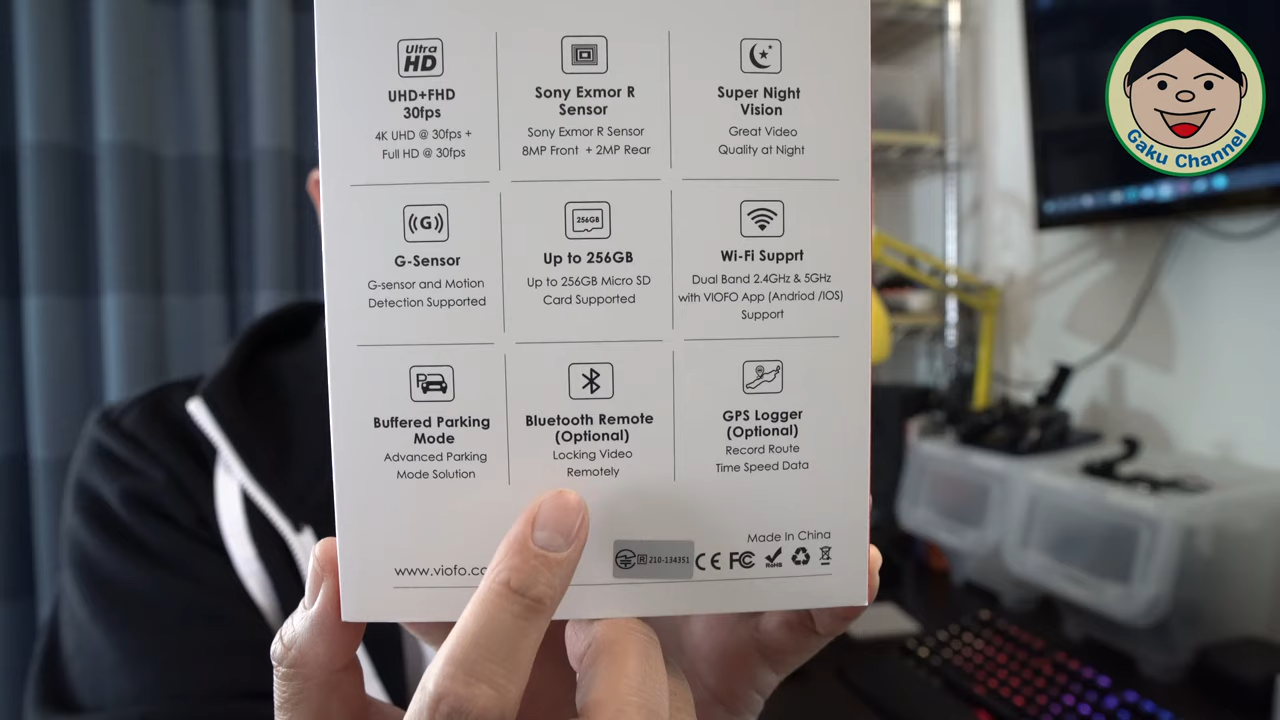 Ultra
HD
UHD+FHD
30fps
4K UHD @ 30fps +
Full HD @ 30fps
Sony Exmor R
Sensor
Sony Exmor R Sensor
8MP Front + 2MP Rear
Super Night
Vision
Great Video
Quality at Night
(G)
G-Sensor
G-sensor and Motion
Detection Supported
256GB
Up to 256GB
Up to 256GB Micro SD
Card Supported
Wi-Fi Supprt
Dual Band 2.4GHz & 5GHz
with VIOFO App (Andriod /IOS)
Support
P
Buffered Parking
Mode
Advanced Parking
Mode Solution
Bluetooth Remote
(Optional)
Locking Video
Remotely
GPS Logger
(Optional)
Record Route
Time Speed Data
Made In China
www.viofo.co
R 210-134351
CE FC RoHS
Gaku Channel